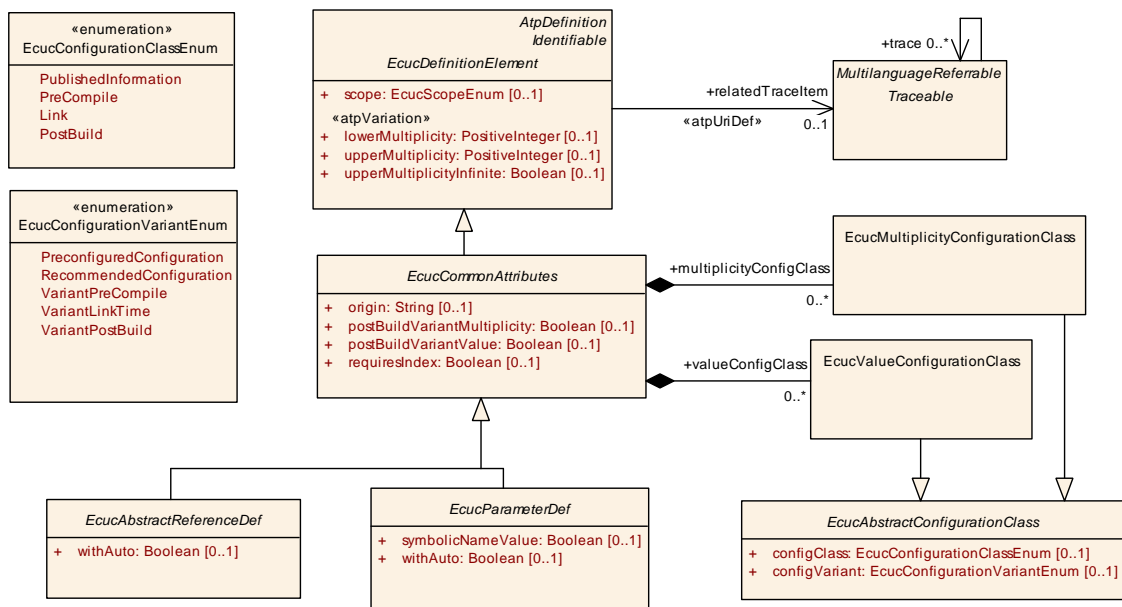 «enumeration»
EcucConfigurationClassEnum
PublishedInformation
PreCompile
Link
PostBuild
AtpDefinition
Identifiable
EcucDefinitionElement
+ scope: EcucScopeEnum [0..1]
«atpVariation»
+ lowerMultiplicity: PositiveInteger [0..1]
+ upperMultiplicity: PositiveInteger [0..1]
+ upperMultiplicityInfinite: Boolean [0..1]
+relatedTraceItem
«atpUriDef»
0..1
+trace 0..*
MultilanguageReferrable
Traceable
«enumeration»
EcucConfigurationVariantEnum
PreconfiguredConfiguration
RecommendedConfiguration
VariantPreCompile
VariantLinkTime
VariantPostBuild
EcucCommonAttributes
+ origin: String [0..1]
+ postBuildVariantMultiplicity: Boolean [0..1]
+ postBuildVariantValue: Boolean [0..1]
+ requiresIndex: Boolean [0..1]
+multiplicityConfigClass
0..*
EcucMultiplicityConfigurationClass
+valueConfigClass
0..*
EcucValueConfigurationClass
EcucAbstractReferenceDef
+ withAuto: Boolean [0..1]
EcucParameterDef
+ symbolicNameValue: Boolean [0..1]
+ withAuto: Boolean [0..1]
EcucAbstractConfigurationClass
+ configClass: EcucConfigurationClassEnum [0..1]
+ configVariant: EcucConfigurationVariantEnum [0..1]